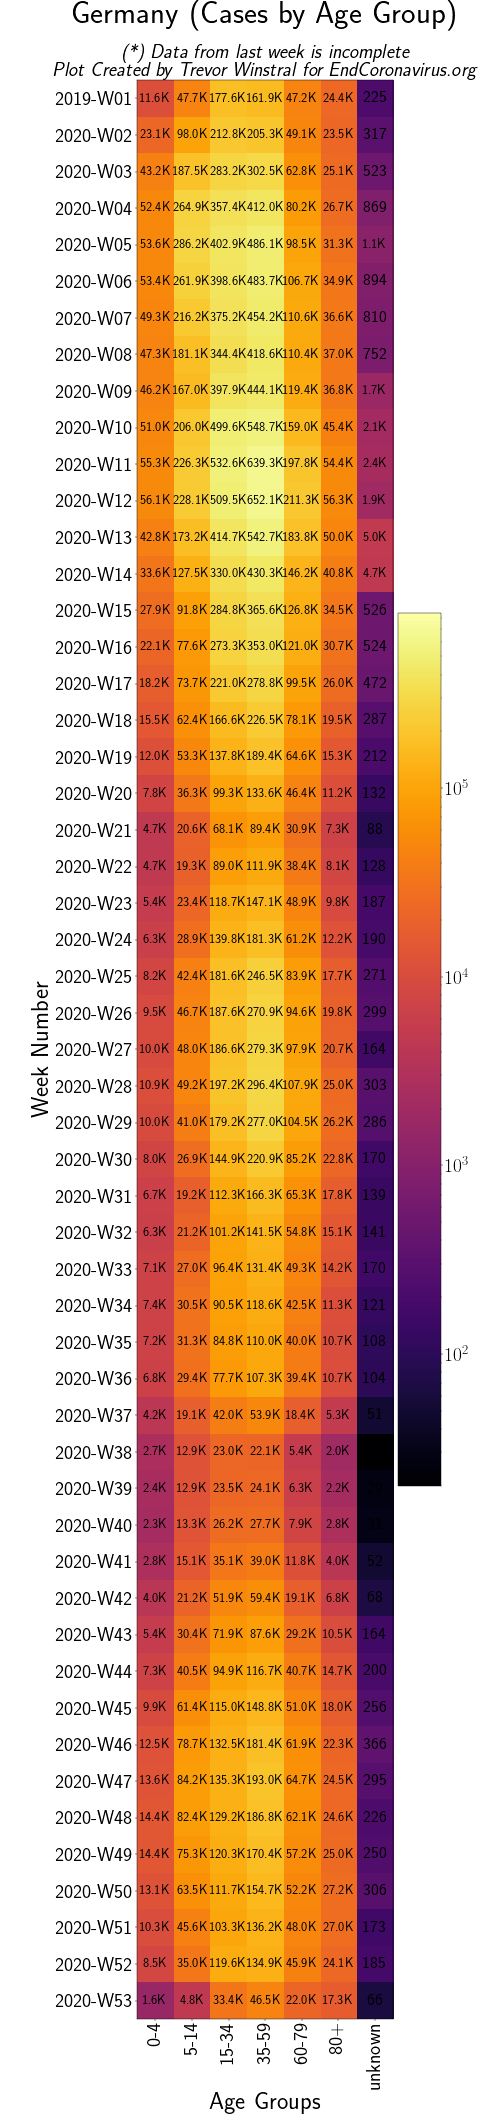 Germany (Cases by Age Group)
(*) Data from last week is incomplete
Plot Created by Trevor Winstral for EndCoronavirus.org
2019-W01 11.6K 47.7K 177.6K 161.9K 47.2K 24.4K 225
2020-W02 23.1K 98.0K 212.8K 205.3K 49.1K 23.5K 317
2020-W03 43.2K 187.5K 283.2K 302.5K 62.8K 25.1K 523
2020-W04 52.4K 264.9K 357.4K 412.0K 80.2K 26.7K 869
2020-W05 53.6K 286.2K 402.9K 486.1K 98.5K 31.3K 1.1K
2020-W06 53.4K 261.9K 398.6K 483.7K 106.7K 34.9K 894
2020-W07 49.3K 216.2K 375.2K 454.2K 110.6K 36.6K 810
2020-W08 47.3K 181.1K 344.4K 418.6K 110.4K 37.0K 752
2020-W09 46.2K 167.0K 397.9K 444.1K 119.4K 36.8K 1.7K
2020-W10 51.0K 206.0K 499.6K 548.7K 159.0K 45.4K 2.1K
2020-W11 55.3K 226.3K 532.6K 639.3K 197.8K 54.4K 2.4K
2020-W12 56.1K 228.1K 509.5K 652.1K 211.3K 56.3K 1.9K
2020-W13 42.8K 173.2K 414.7K 542.7K 183.8K 50.0K 5.0K
2020-W14 33.6K 127.5K 330.0K 430.3K 146.2K 40.8K 4.7K
2020-W15 27.9K 91.8K 284.8K 365.6K 126.8K 34.5K 526
2020-W16 22.1K 77.6K 273.3K 353.0K 121.0K 30.7K 524
2020-W17 18.2K 73.7K 221.0K 278.8K 99.5K 26.0K 472
2020-W18 15.5K 62.4K 166.6K 226.5K 78.1K 19.5K 287
2020-W19 12.0K 53.3K 137.8K 189.4K 64.6K 15.3K 212
2020-W20 7.8K 36.3K 99.3K 133.6K 46.4K 11.2K 132
10⁵
2020-W21 4.7K 20.6K 68.1K 89.4K 30.9K 7.3K 88
2020-W22 4.7K 19.3K 89.0K 111.9K 38.4K 8.1K 128
2020-W23 5.4K 23.4K 118.7K 147.1K 48.9K 9.8K 187
2020-W24 6.3K 28.9K 139.8K 181.3K 61.2K 12.2K 190
2020-W25 8.2K 42.4K 181.6K 246.5K 83.9K 17.7K 271
10⁴
2020-W26 9.5K 46.7K 187.6K 270.9K 94.6K 19.8K 299
2020-W27 10.0K 48.0K 186.6K 279.3K 97.9K 20.7K 164
2020-W28 10.9K 49.2K 197.2K 296.4K 107.9K 25.0K 303
2020-W29 10.0K 41.0K 179.2K 277.0K 104.5K 26.2K 286
2020-W30 8.0K 26.9K 144.9K 220.9K 85.2K 22.8K 170
10³
2020-W31 6.7K 19.2K 112.3K 166.3K 65.3K 17.8K 139
2020-W32 6.3K 21.2K 101.2K 141.5K 54.8K 15.1K 141
2020-W33 7.1K 27.0K 96.4K 131.4K 49.3K 14.2K 170
2020-W34 7.4K 30.5K 90.5K 118.6K 42.5K 11.3K 121
2020-W35 7.2K 31.3K 84.8K 110.0K 40.0K 10.7K 108
10²
2020-W36 6.8K 29.4K 77.7K 107.3K 39.4K 10.7K 104
2020-W37 4.2K 19.1K 42.0K 53.9K 18.4K 5.3K 51
2020-W38 2.7K 12.9K 23.0K 22.1K 5.4K 2.0K
2020-W39 2.4K 12.9K 23.5K 24.1K 6.3K 2.2K
2020-W40 2.3K 13.3K 26.2K 27.7K 7.9K 2.8K
2020-W41 2.8K 15.1K 35.1K 39.0K 11.8K 4.0K 52
2020-W42 4.0K 21.2K 51.9K 59.4K 19.1K 6.8K 68
2020-W43 5.4K 30.4K 71.9K 87.6K 29.2K 10.5K 164
2020-W44 7.3K 40.5K 94.9K 116.7K 40.7K 14.7K 200
2020-W45 9.9K 61.4K 115.0K 148.8K 51.0K 18.0K 256
2020-W46 12.5K 78.7K 132.5K 181.4K 61.9K 22.3K 366
2020-W47 13.6K 84.2K 135.3K 193.0K 64.7K 24.5K 295
2020-W48 14.4K 82.4K 129.2K 186.8K 62.1K 24.6K 226
2020-W49 14.4K 75.3K 120.3K 170.4K 57.2K 25.0K 250
2020-W50 13.1K 63.5K 111.7K 154.7K 52.2K 27.2K 306
2020-W51 10.3K 45.6K 103.3K 136.2K 48.0K 27.0K 173
2020-W52 8.5K 35.0K 119.6K 134.9K 45.9K 24.1K 185
2020-W53 1.6K 4.8K 33.4K 46.5K 22.0K 17.3K 66
0-4 5-14 15-34 35-59 60-79 80+ unknown
Age Groups
Week Number